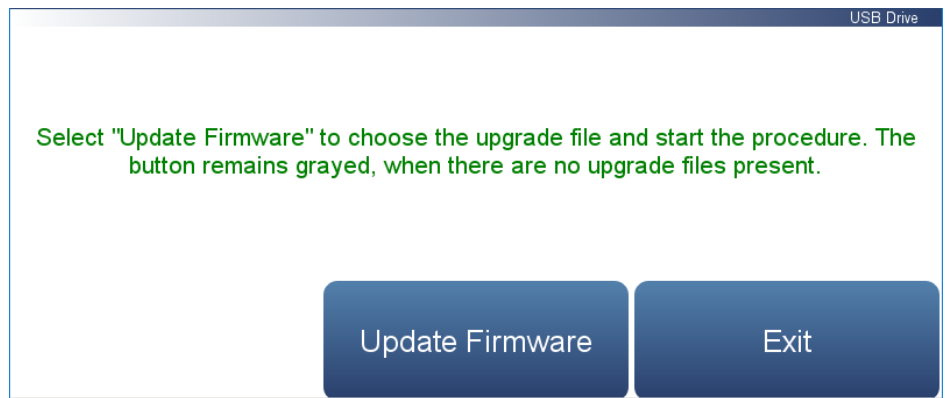 USB Drive
Select "Update Firmware" to choose the upgrade file and start the procedure. The
button remains grayed, when there are no upgrade files present.
Update Firmware
Exit